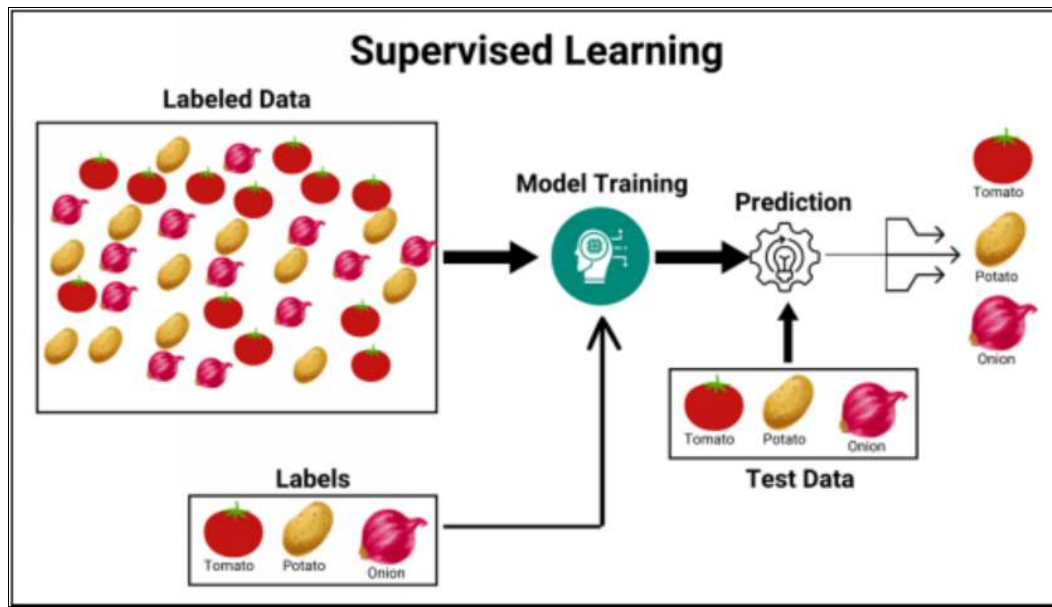 Supervised Learning
Labeled Data
Model Training
Prediction
Tomato
Potato
Onion
Tomato Potato Onion
Test Data
Labels
Tomato Potato Onion